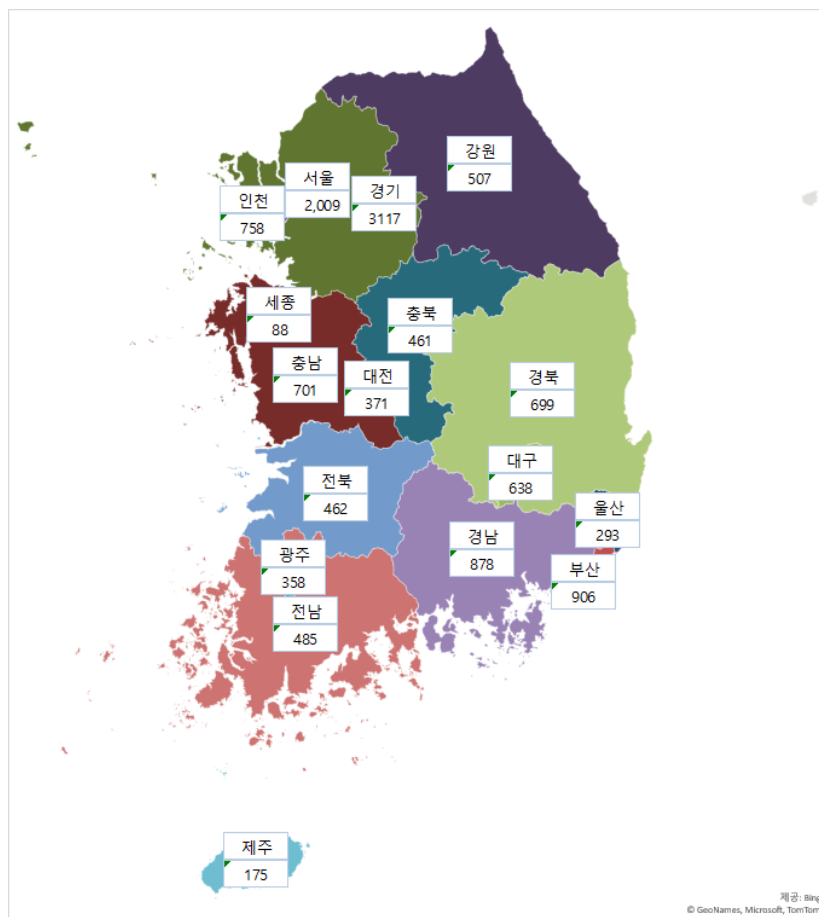 강원
507
서울
2,009
경기
3117
인천
758
세종
88
충북
461
충남
701
대전
371
경북
699
대구
638
전북
462
울산
293
경남
878
광주
358
부산
906
전남
485
제주
175
제공: Bing
© GeoNames, Microsoft, TomTom